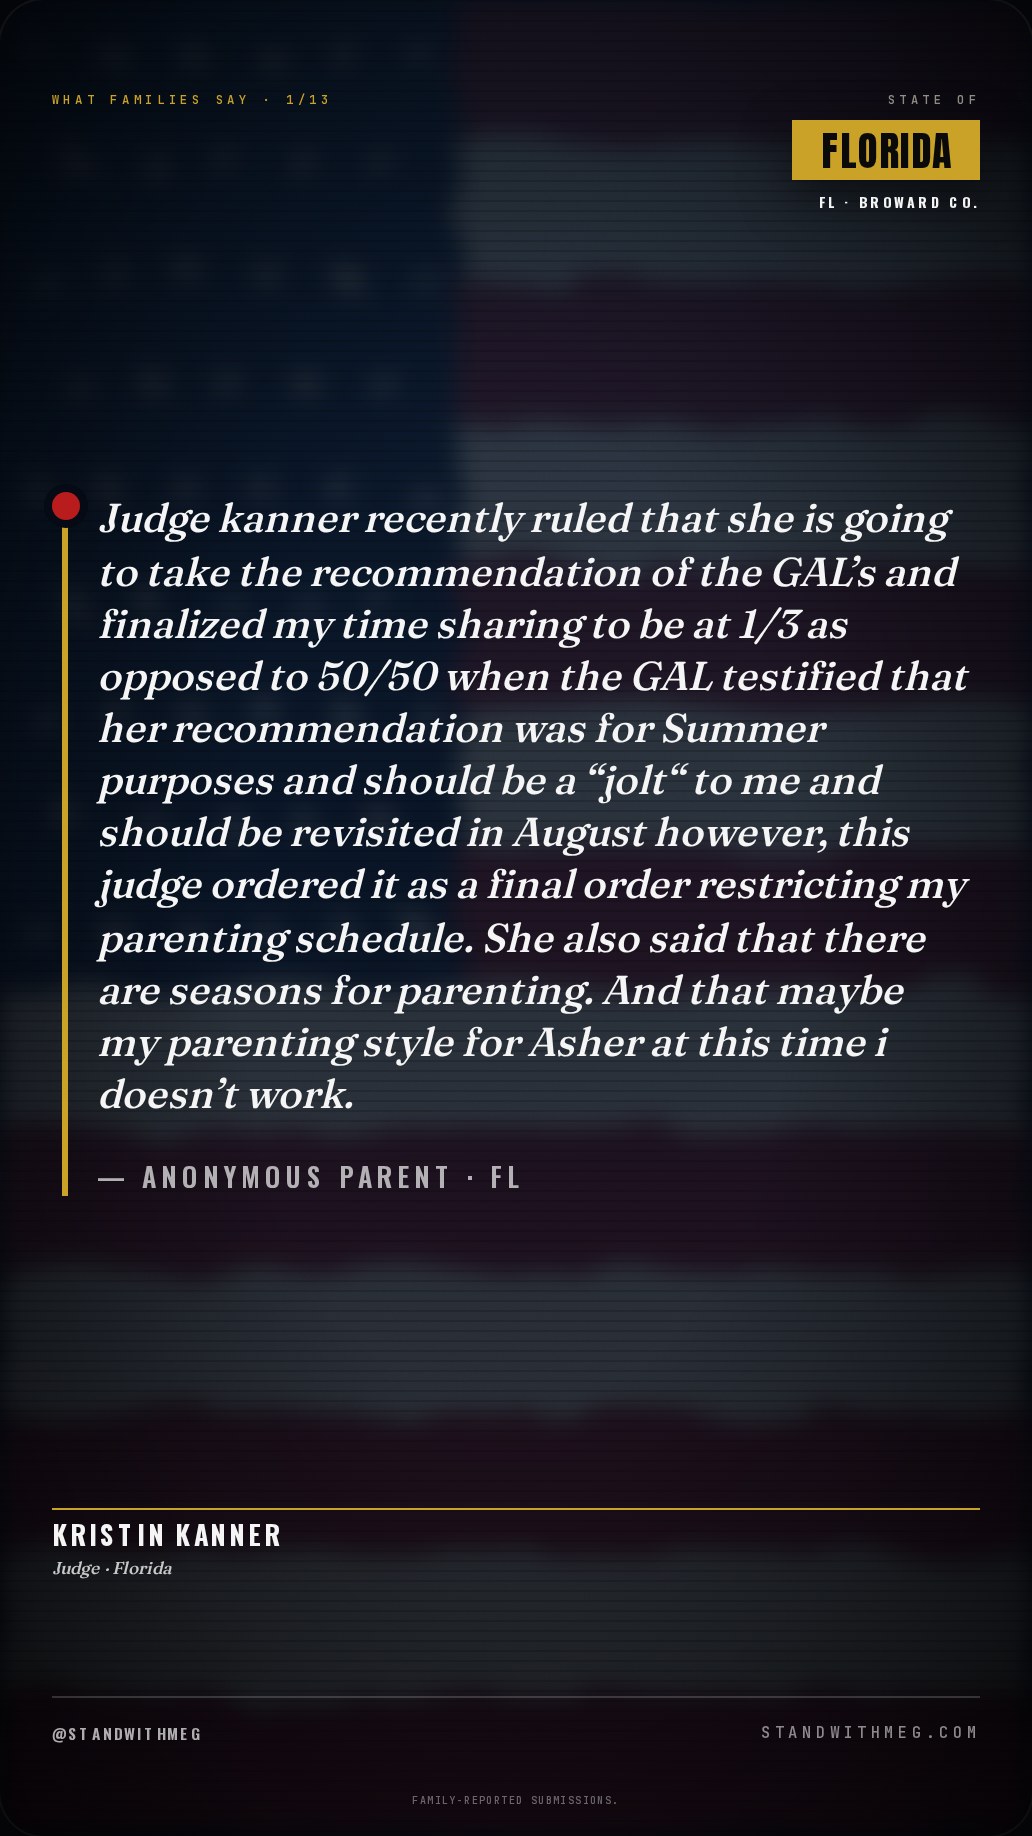 WHAT FAMILIES SAY · 1/13
STATE OF
FLORIDA
FL · BROWARD CO.
Judge kanner recently ruled that she is going
to take the recommendation of the GAL’s and
finalized my time sharing to be at 1/3 as
opposed to 50/50 when the GAL testified that
her recommendation was for Summer
purposes and should be a “jolt“ to me and
should be revisited in August however, this
judge ordered it as a final order restricting my
parenting schedule. She also said that there
are seasons for parenting. And that maybe
my parenting style for Asher at this time i
doesn’t work.
— ANONYMOUS PARENT · FL
KRISTIN KANNER
Judge · Florida
@STANDWITHMEG
STANDWITHMEG.COM
FAMILY-REPORTED SUBMISSIONS.